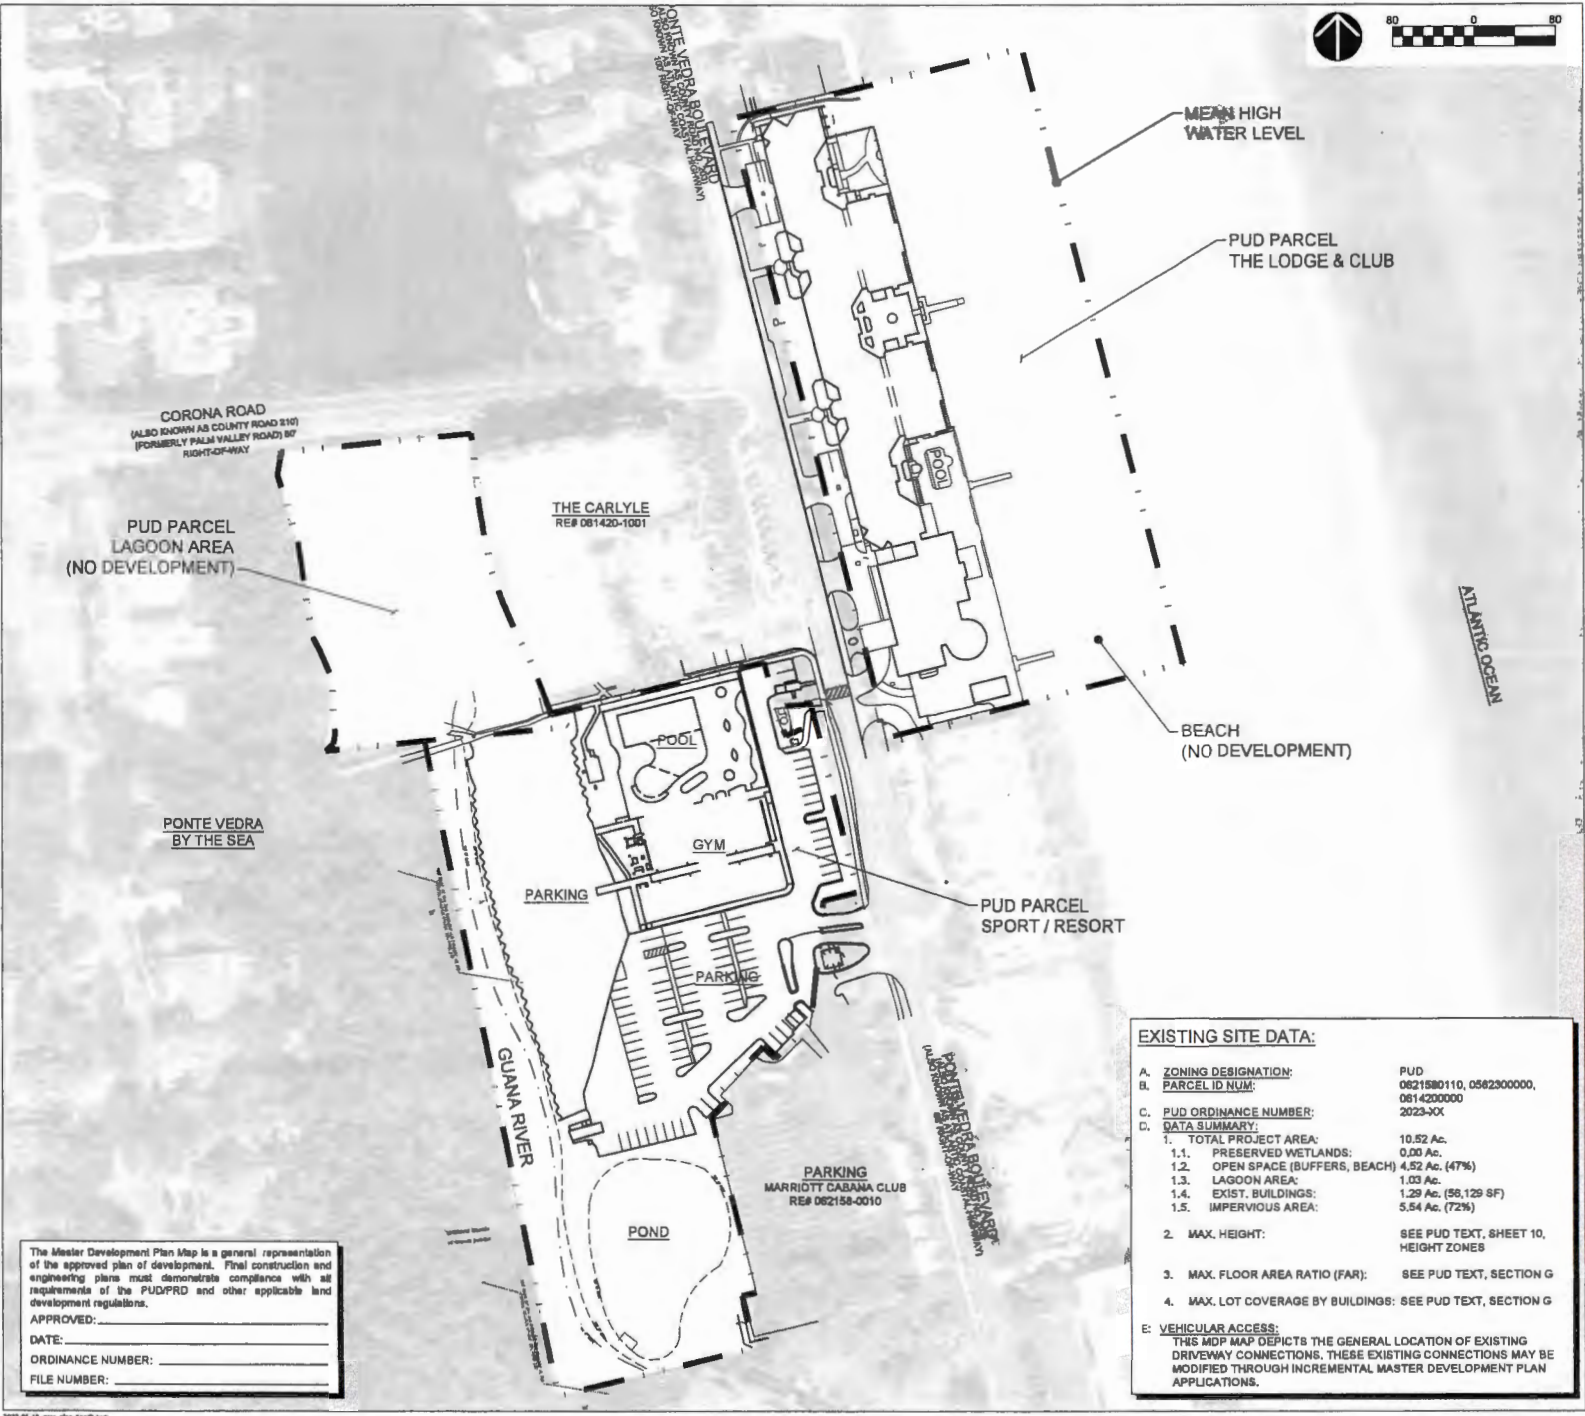 80 0 80
MEAN HIGH
WATER LEVEL
PUD PARCEL
THE LODGE & CLUB
PONTE VEDRA BOULEVARD
100' RIGHT-OF-WAY
CORONA ROAD
(ALSO KNOWN AS COUNTY ROAD 210)
(FORMERLY PALM VALLEY ROAD) 80'
RIGHT-OF-WAY
THE CARLYLE
RE# 061420-1001
PUD PARCEL
LAGOON AREA
(NO DEVELOPMENT)
POOL
ATLANTIC OCEAN
BEACH
(NO DEVELOPMENT)
POOL
PONTE VEDRA
BY THE SEA
GYM
PARKING
PUD PARCEL
SPORT / RESORT
PARKING
GUANA RIVER
PONTE VEDRA BOULEVARD
PARKING
MARRIOTT CABANA CLUB
RE# 062158-0010
POND
EXISTING SITE DATA:
A. ZONING DESIGNATION: PUD
B. PARCEL ID NUM: 0621580110, 0562300000,
0614200000
C. PUD ORDINANCE NUMBER: 2023-XX
D. DATA SUMMARY:
1. TOTAL PROJECT AREA: 10.52 Ac.
1.1. PRESERVED WETLANDS: 0.00 Ac.
1.2. OPEN SPACE (BUFFERS, BEACH) 4.52 Ac. (47%)
1.3. LAGOON AREA: 1.03 Ac.
1.4. EXIST. BUILDINGS: 1.29 Ac. (56,129 SF)
1.5. IMPERVIOUS AREA: 5.54 Ac. (72%)
2. MAX. HEIGHT: SEE PUD TEXT, SHEET 10,
HEIGHT ZONES
3. MAX. FLOOR AREA RATIO (FAR): SEE PUD TEXT, SECTION G
4. MAX. LOT COVERAGE BY BUILDINGS: SEE PUD TEXT, SECTION G
E: VEHICULAR ACCESS:
THIS MDP MAP DEPICTS THE GENERAL LOCATION OF EXISTING
DRIVEWAY CONNECTIONS. THESE EXISTING CONNECTIONS MAY BE
MODIFIED THROUGH INCREMENTAL MASTER DEVELOPMENT PLAN
APPLICATIONS.
The Master Development Plan Map is a general representation
of the approved plan of development. Final construction and
engineering plans must demonstrate compliance with all
requirements of the PUD/PRD and other applicable land
development regulations.
APPROVED:
DATE:
ORDINANCE NUMBER:
FILE NUMBER: